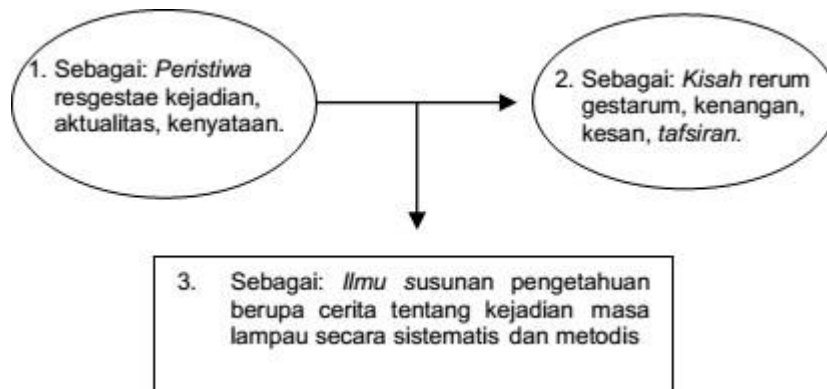 1. Sebagai: Peristiwa
resgestae kejadian,
aktualitas, kenyataan.
2. Sebagai: Kisah rerum
gestarum, kenangan,
kesan, tafsiran.
3. Sebagai: Ilmu susunan pengetahuan
berupa cerita tentang kejadian masa
lampau secara sistematis dan metodis